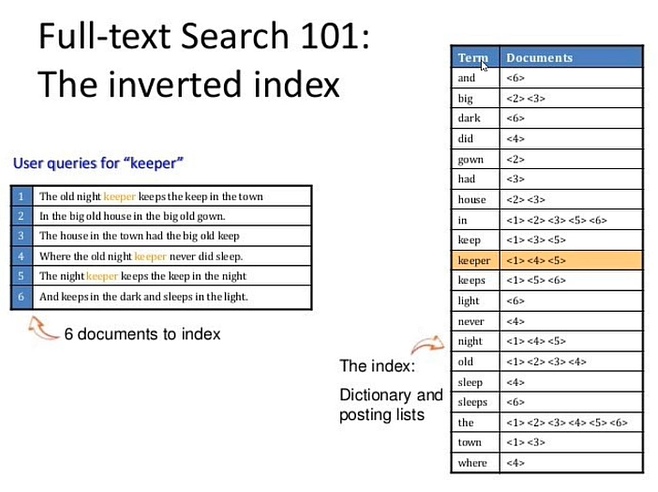 Full-text Search 101:
The inverted index
User queries for "keeper"
1 The old night keeper keeps the keep in the town
2 In the big old house in the big old gown.
3 The house in the town had the big old keep
4 Where the old night keeper never did sleep.
5 The night keeper keeps the keep in the night
6 And keeps in the dark and sleeps in the light.
6 documents to index
The index:
Dictionary and
posting lists
Term Documents
and <6>
big <2> <3>
dark <6>
did <4>
gown <2>
had <3>
house <2> <3>
in <1> <2> <3> <5> <6>
keep <1> <3> <5>
keeper <1> <4> <5>
keeps <1> <5> <6>
light <6>
never <4>
night <1> <4> <5>
old <1> <2> <3> <4>
sleep <4>
sleeps <6>
the <1> <2> <3> <4> <5> <6>
town <1> <3>
where <4>